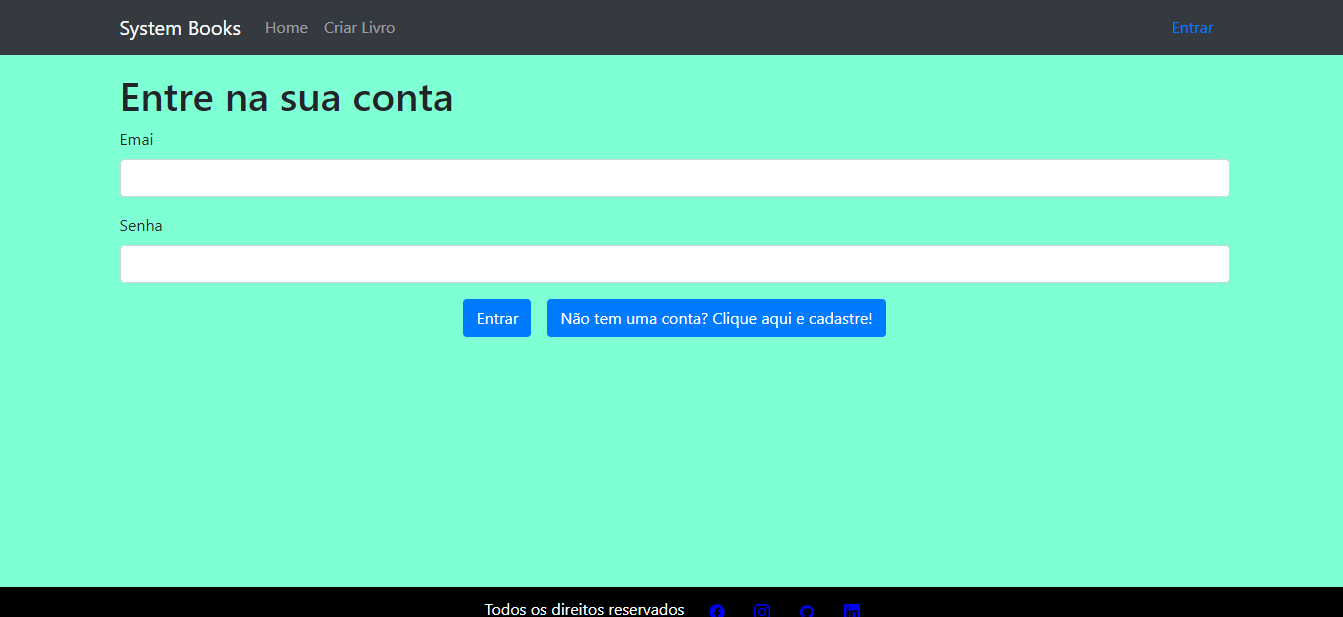 System Books Home Criar Livro Entrar
Entre na sua conta
Emai
Senha
Entrar Não tem uma conta? Clique aqui e cadastre!
Todos os direitos reservados